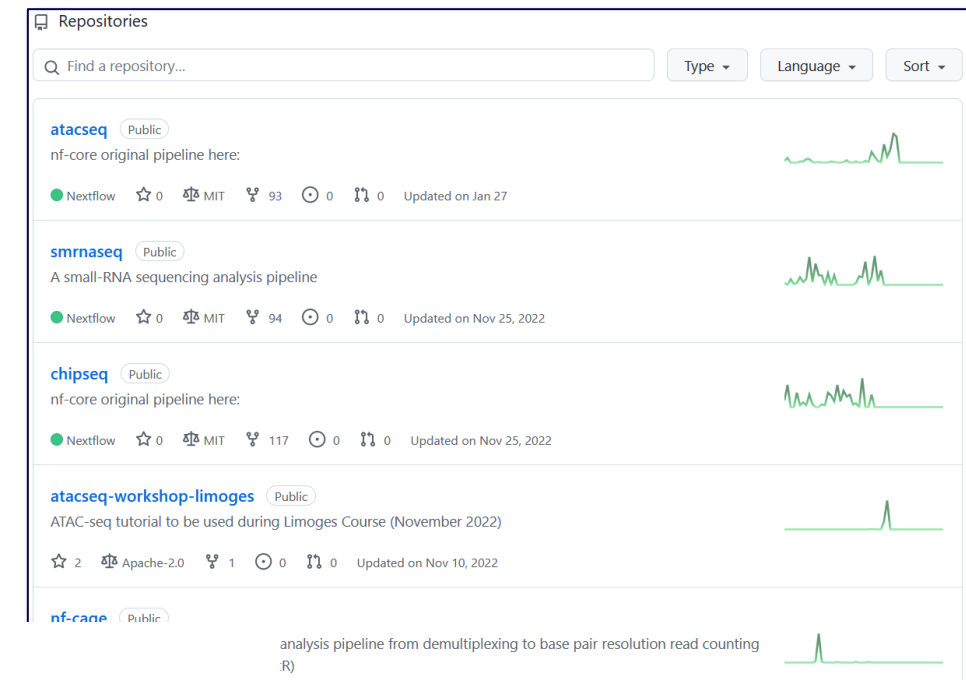 Repositories
Find a repository...
Type
Language
Sort
atacseq Public
nf-core original pipeline here:
Nextflow 0 MIT 93 0 0 Updated on Jan 27
smrnaseq Public
A small-RNA sequencing analysis pipeline
Nextflow 0 MIT 94 0 0 Updated on Nov 25, 2022
chipseq Public
nf-core original pipeline here:
Nextflow 0 MIT 117 0 0 Updated on Nov 25, 2022
atacseq-workshop-limoges Public
ATAC-seq tutorial to be used during Limoges Course (November 2022)
2 Apache-2.0 1 0 0 Updated on Nov 10, 2022
nf-cage Public
analysis pipeline from demultiplexing to base pair resolution read counting
R)